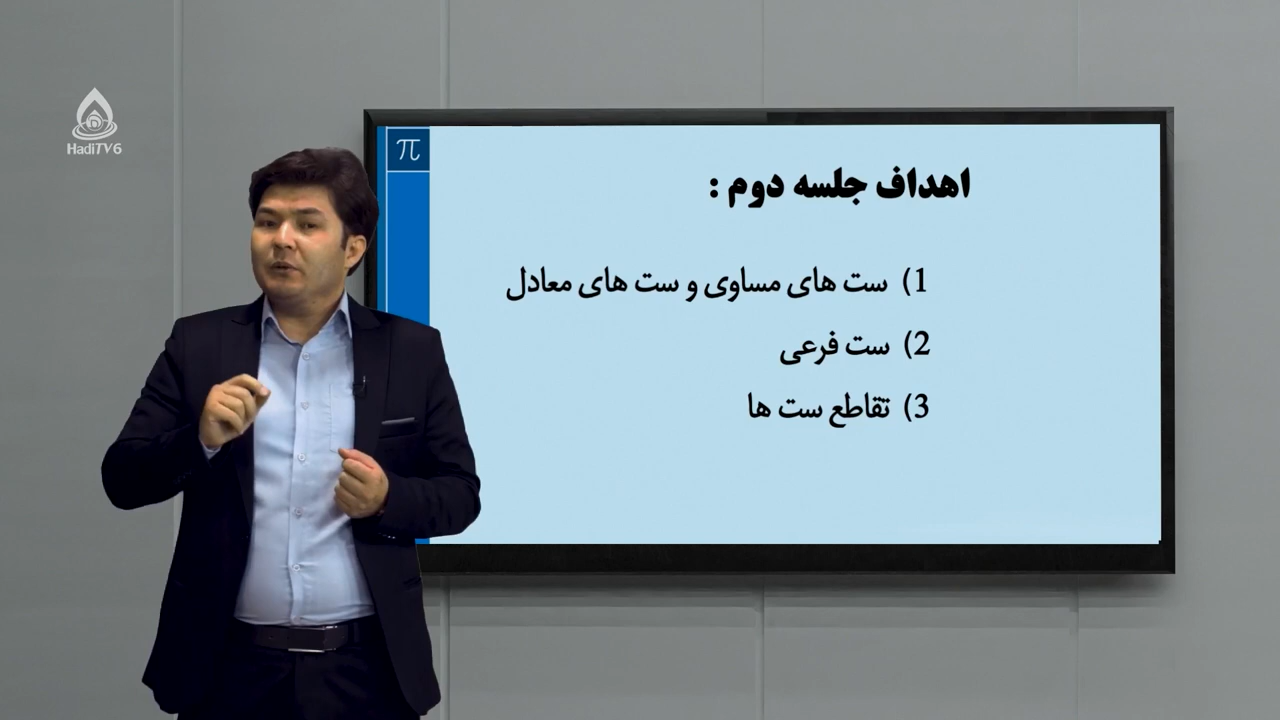 HadiTV6
π
اهداف جلسه دوم :
1) ست های مساوی و ست های معادل
2) ست فرعی
3) تقاطع ست ها